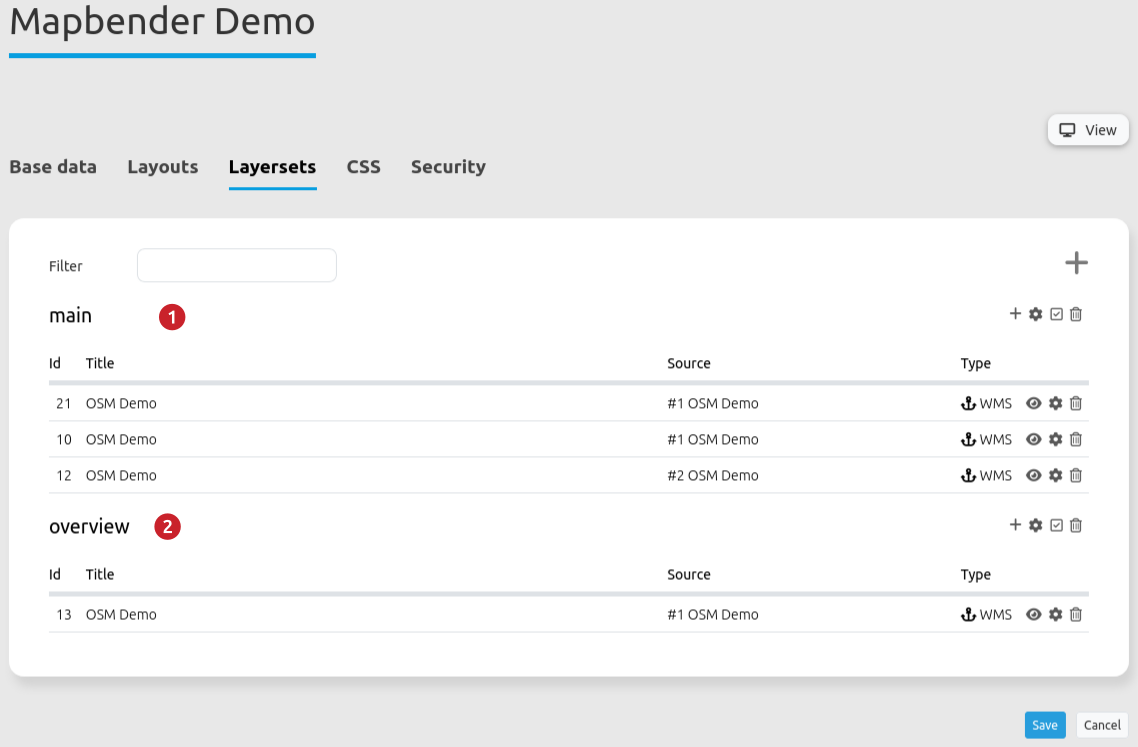 Mapbender Demo
View
Base data Layouts Layersets CSS Security
Filter
main 1
Id Title Source Type
21 OSM Demo #1 OSM Demo WMS
10 OSM Demo #1 OSM Demo WMS
12 OSM Demo #2 OSM Demo WMS
overview 2
Id Title Source Type
13 OSM Demo #1 OSM Demo WMS
Save Cancel